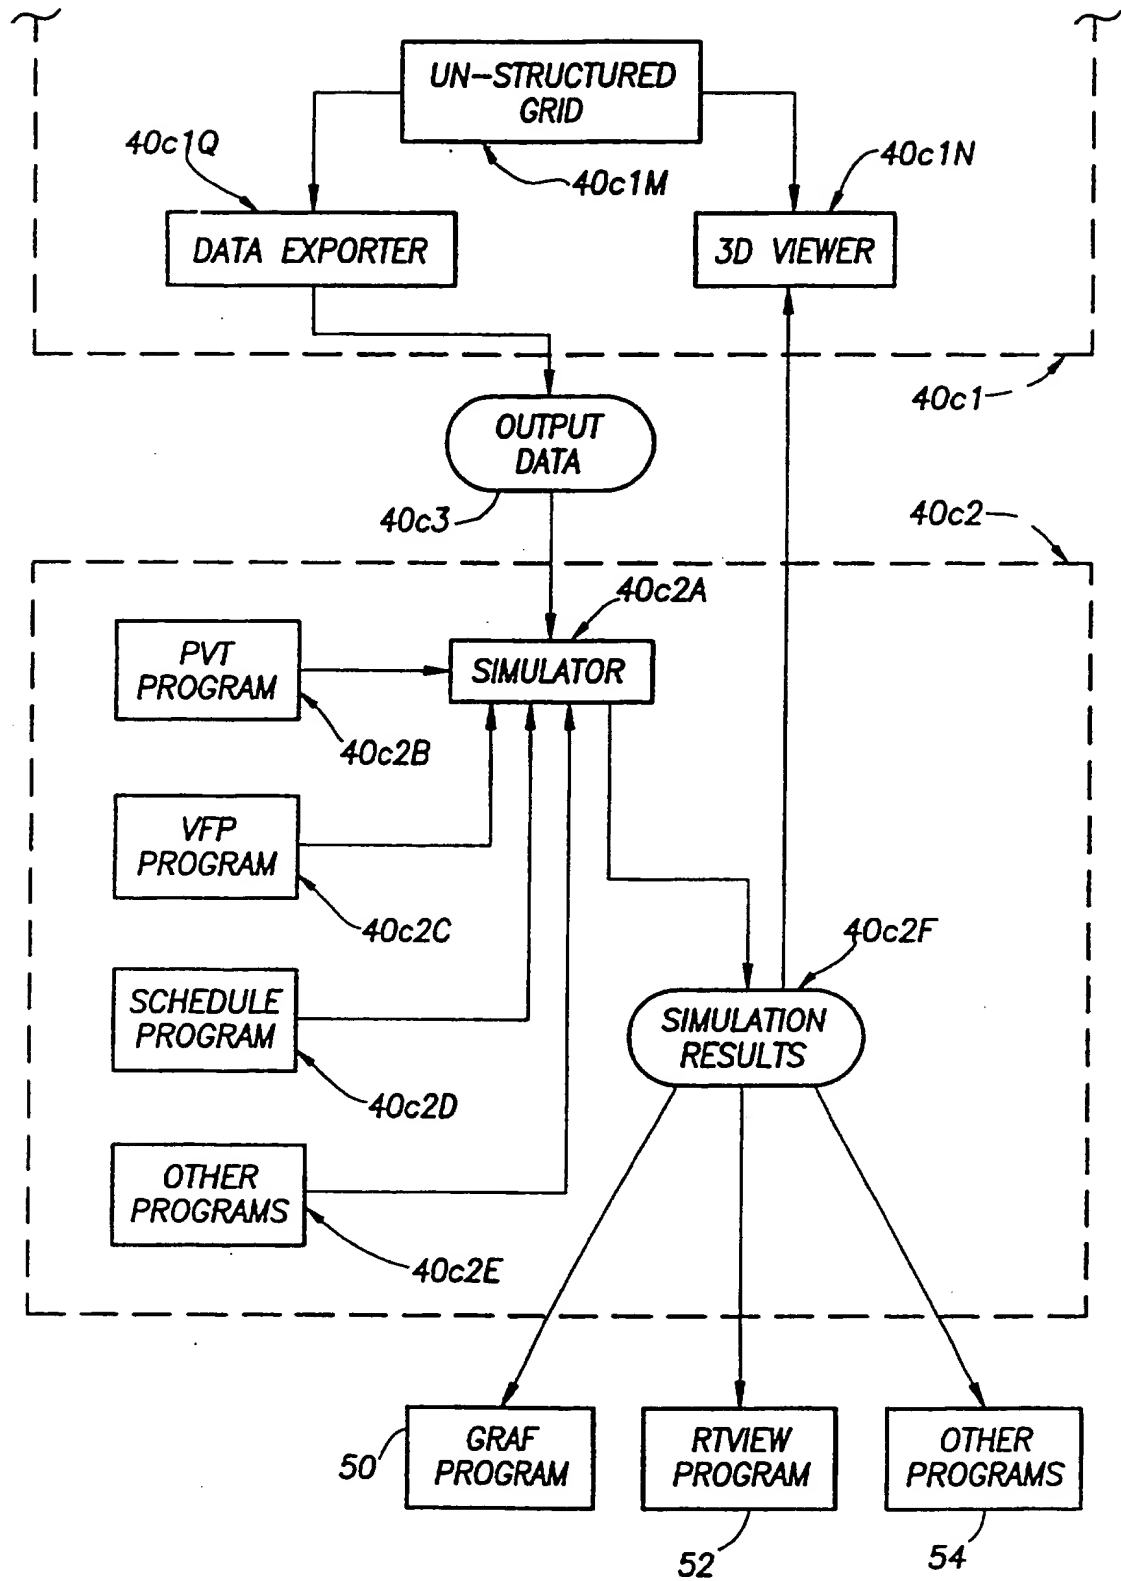 UN-STRUCTURED
GRID
40c1Q
40c1M
40c1N
DATA EXPORTER
3D VIEWER
40c1
OUTPUT
DATA
40c3
40c2
40c2A
PVT
PROGRAM
SIMULATOR
40c2B
VFP
PROGRAM
40c2C
40c2F
SCHEDULE
PROGRAM
SIMULATION
RESULTS
40c2D
OTHER
PROGRAMS
40c2E
GRAF
PROGRAM
RTVIEW
PROGRAM
OTHER
PROGRAMS
50
52
54